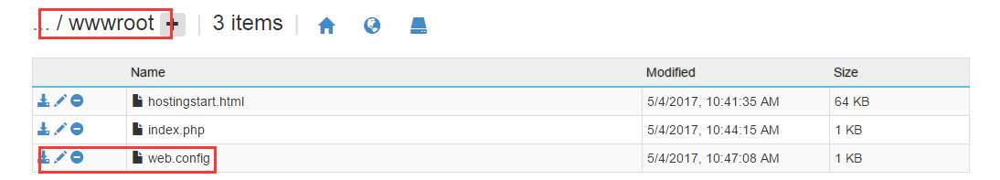 ... / wwwroot + | 3 items |
Name Modified Size
hostingstart.html 5/4/2017, 10:41:35 AM 64 KB
index.php 5/4/2017, 10:44:15 AM 1 KB
web.config 5/4/2017, 10:47:08 AM 1 KB